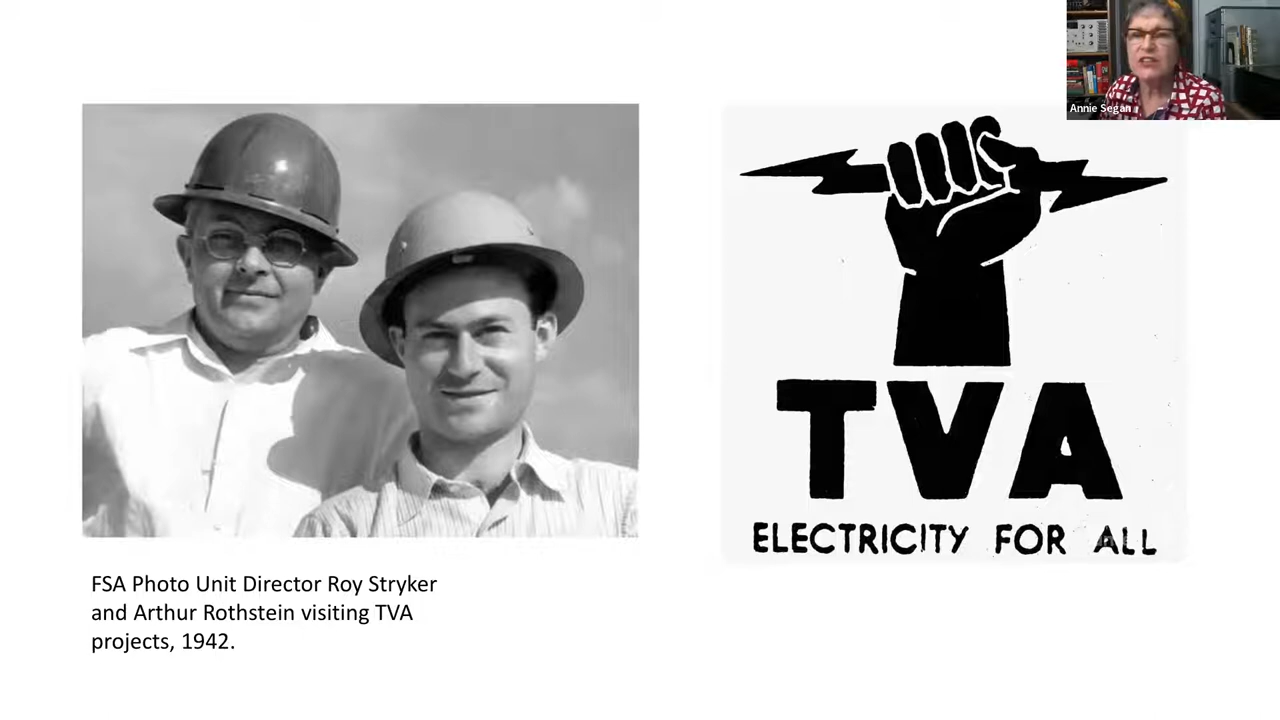 Annie Segan
TVA
ELECTRICITY FOR ALL
FSA Photo Unit Director Roy Stryker
and Arthur Rothstein visiting TVA
projects, 1942.